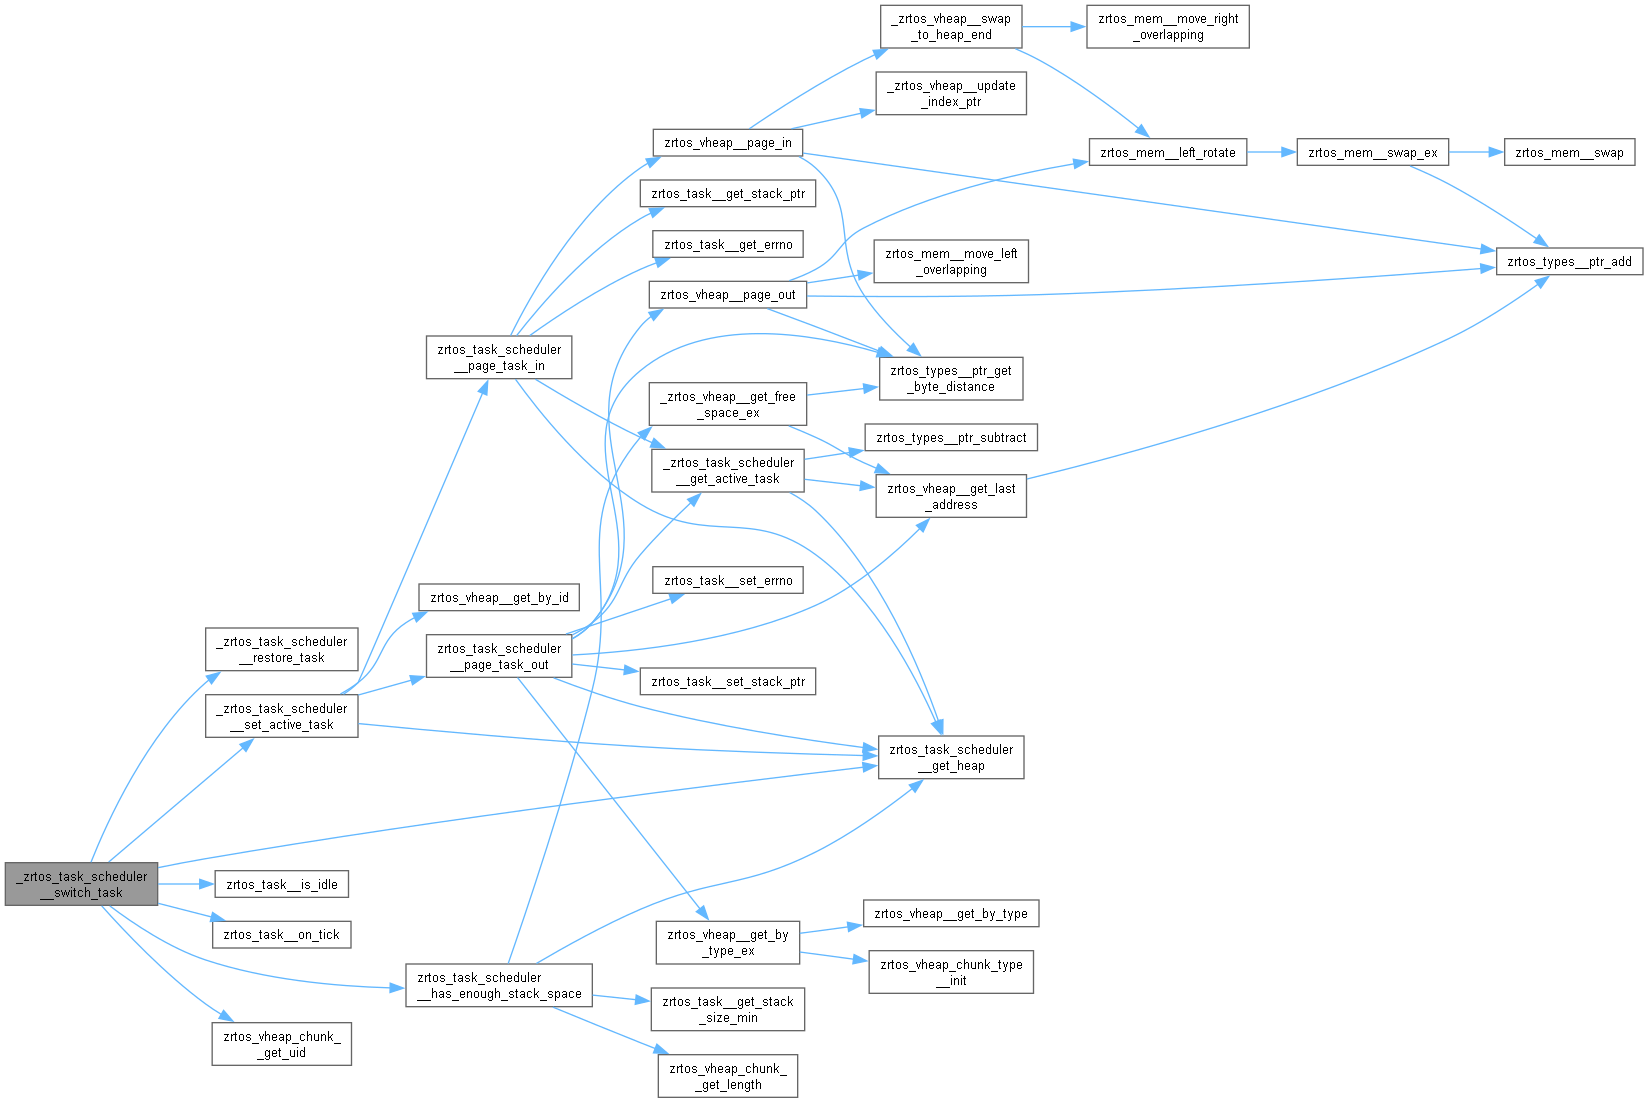 _zrtos_vheap__swap
_to_heap_end
zrtos_mem__move_right
_overlapping
_zrtos_vheap__update
_index_ptr
zrtos_vheap__page_in
zrtos_mem__left_rotate
zrtos_mem__swap_ex
zrtos_mem__swap
zrtos_task__get_stack_ptr
zrtos_task__get_errno
zrtos_mem__move_left
_overlapping
zrtos_types__ptr_add
zrtos_vheap__page_out
zrtos_task_scheduler
__page_task_in
zrtos_types__ptr_get
_byte_distance
_zrtos_vheap__get_free
_space_ex
zrtos_types__ptr_subtract
_zrtos_task_scheduler
__get_active_task
zrtos_vheap__get_last
_address
zrtos_task__set_errno
zrtos_vheap__get_by_id
_zrtos_task_scheduler
__restore_task
zrtos_task_scheduler
__page_task_out
zrtos_task__set_stack_ptr
_zrtos_task_scheduler
__set_active_task
zrtos_task_scheduler
__get_heap
_zrtos_task_scheduler
__switch_task
zrtos_task__is_idle
zrtos_task__on_tick
zrtos_vheap__get_by
_type_ex
zrtos_vheap__get_by_type
zrtos_vheap_chunk_type
__init
zrtos_task_scheduler
__has_enough_stack_space
zrtos_task__get_stack
_size_min
zrtos_vheap_chunk_
_get_uid
zrtos_vheap_chunk_
_get_length